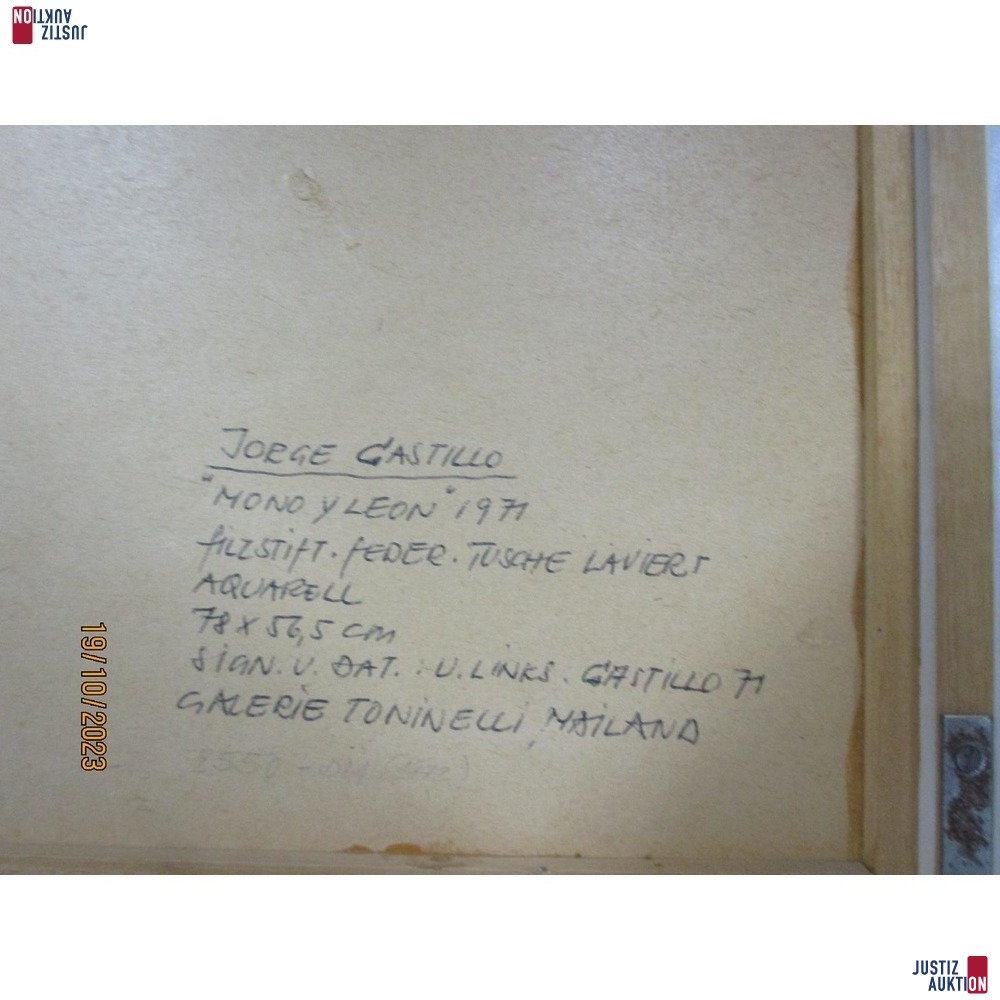 JUSTIZ
AUKTION
JORGE CASTILLO
"MONO Y LEON" 1971
FILZSTIFT. FEDER. TUSCHE LAVIERT
AQUARELL
78 X 56,5 cm
SIGN. U. DAT. : U. LINKS. CASTILLO 71
GALERIE TONINELLI, MAILAND
19/10/2023
JUSTIZ
AUKTION